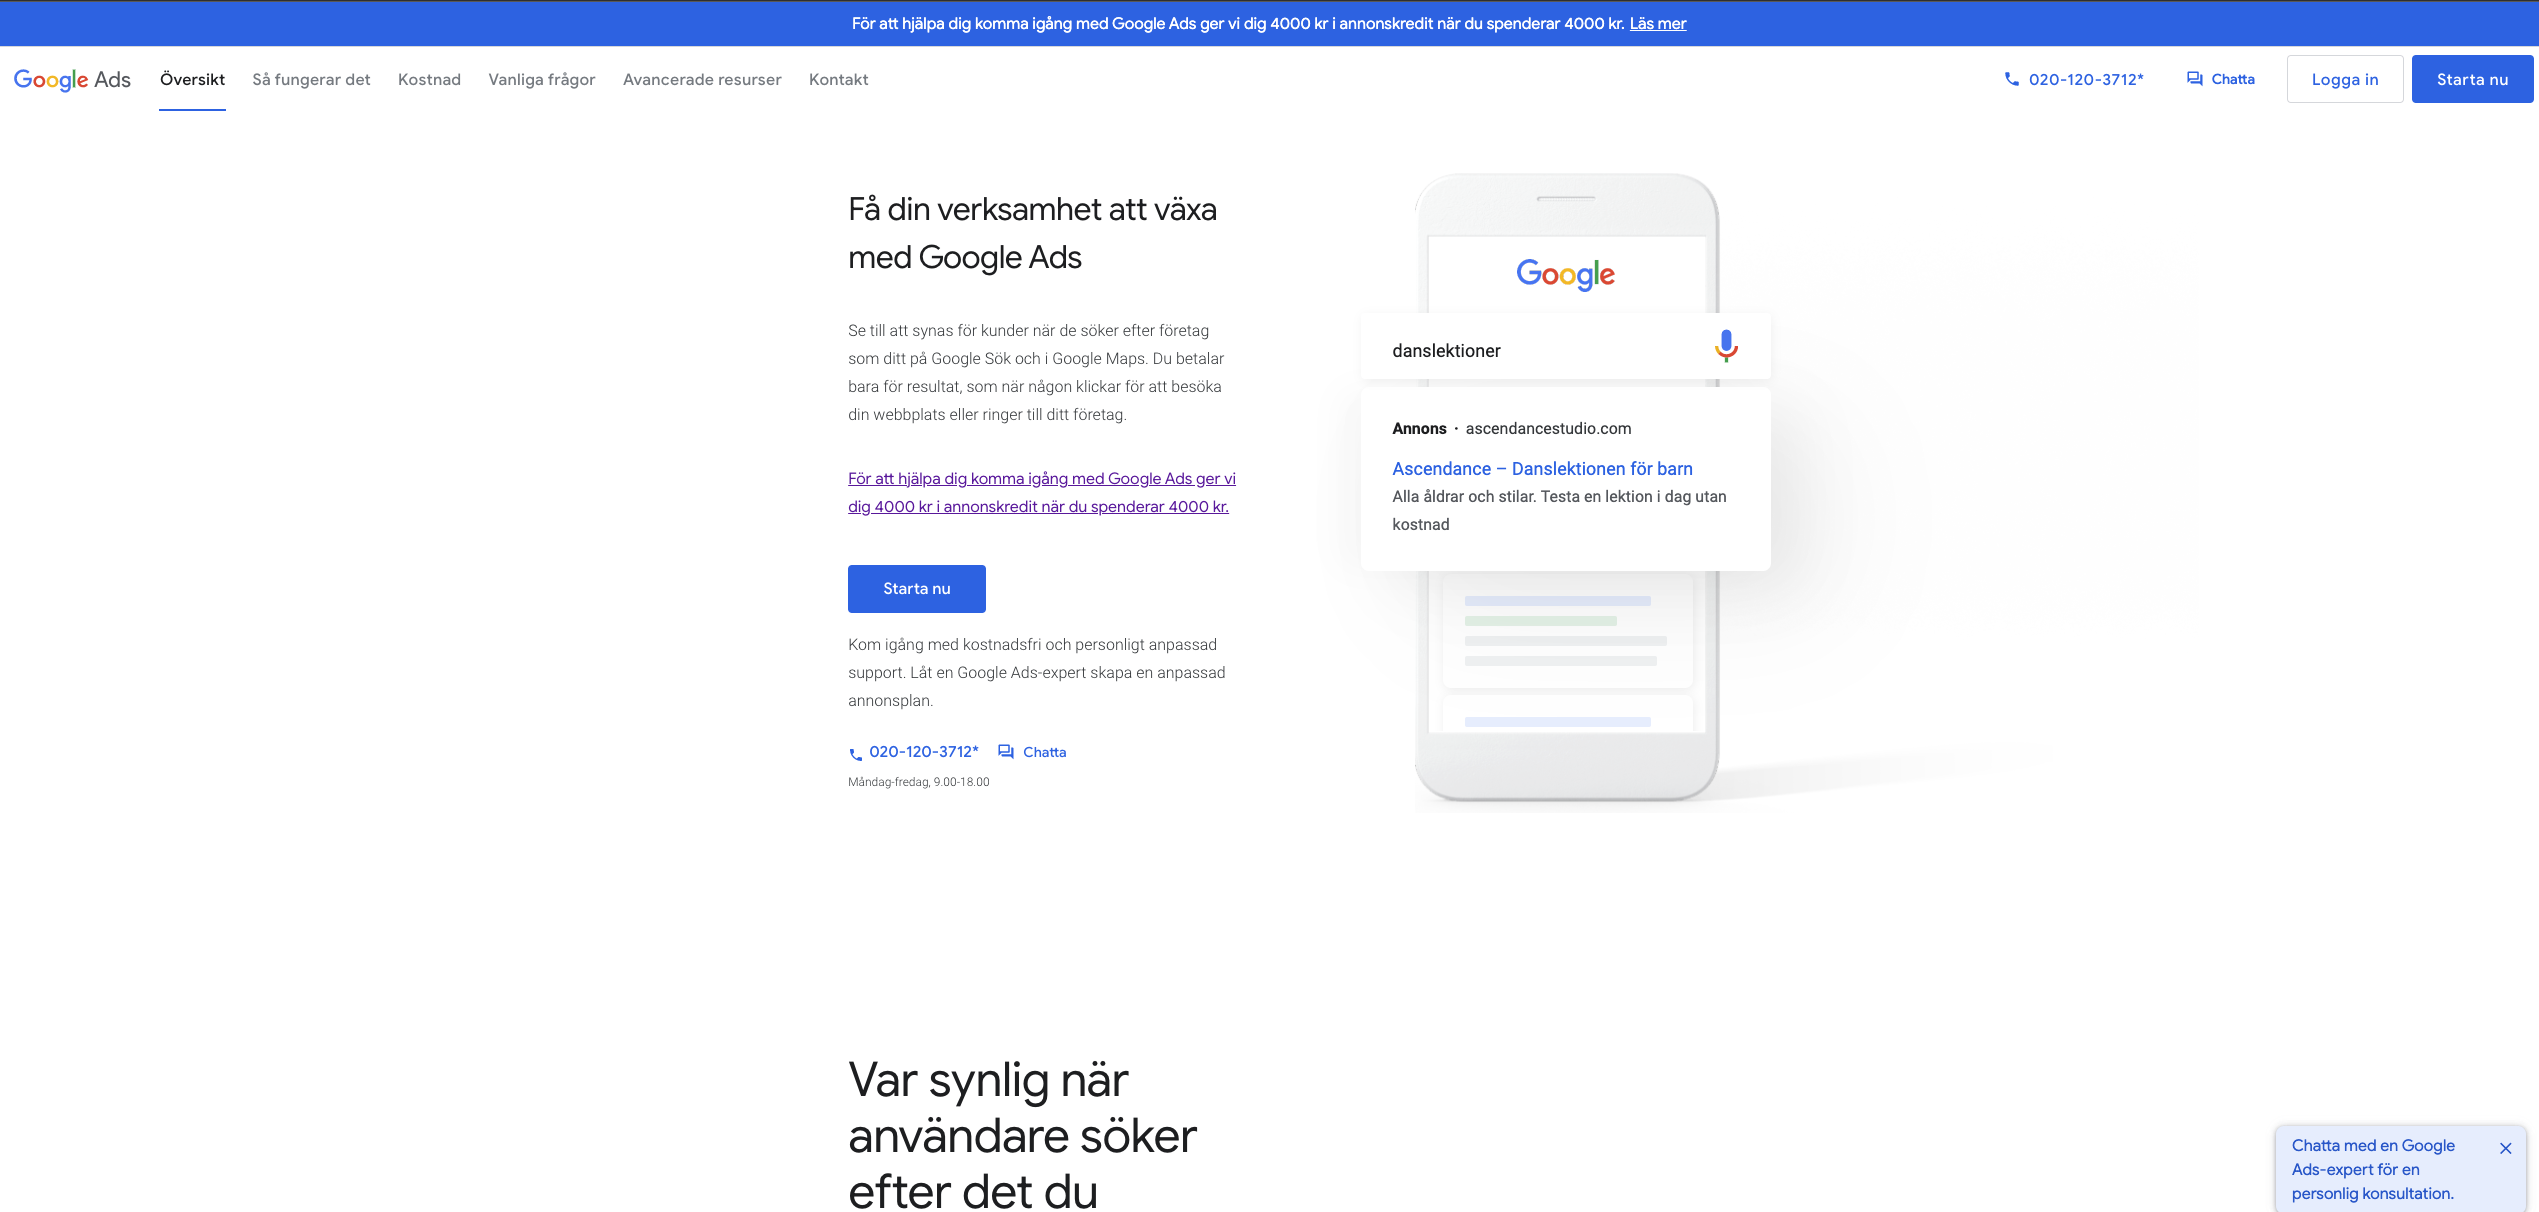 För att hjälpa dig komma igång med Google Ads ger vi dig 4000 kr i annonskredit när du spenderar 4000 kr. Läs mer
Google Ads Översikt Så fungerar det Kostnad Vanliga frågor Avancerade resurser Kontakt 020-120-3712* Chatta Logga in Starta nu
Få din verksamhet att växa
med Google Ads
Se till att synas för kunder när de söker efter företag
som ditt på Google Sök och i Google Maps. Du betalar
bara för resultat, som när någon klickar för att besöka
din webbplats eller ringer till ditt företag.
För att hjälpa dig komma igång med Google Ads ger vi
dig 4000 kr i annonskredit när du spenderar 4000 kr.
Starta nu
Kom igång med kostnadsfri och personligt anpassad
support. Låt en Google Ads-expert skapa en anpassad
annonsplan.
020-120-3712* Chatta
Måndag-fredag, 9.00-18.00
Google
danslektioner
Annons · ascendancestudio.com
Ascendance – Danslektionen för barn
Alla åldrar och stilar. Testa en lektion i dag utan
kostnad
Var synlig när
användare söker
efter det du
Chatta med en Google
Ads-expert för en
personlig konsultation.